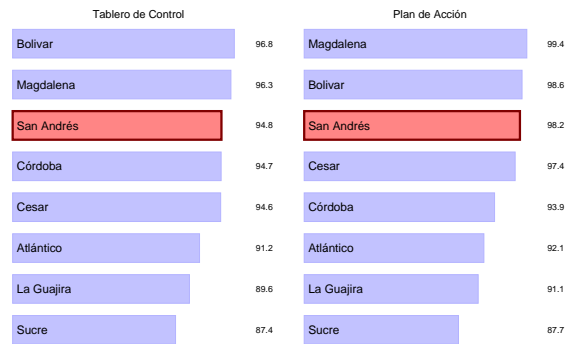 Tablero de Control
Bolivar 96.8
Magdalena 96.3
San Andrés 94.8
Córdoba 94.7
Cesar 94.6
Atlántico 91.2
La Guajira 89.6
Sucre 87.4
Plan de Acción
Magdalena 99.4
Bolivar 98.6
San Andrés 98.2
Cesar 97.4
Córdoba 93.9
Atlántico 92.1
La Guajira 91.1
Sucre 87.7